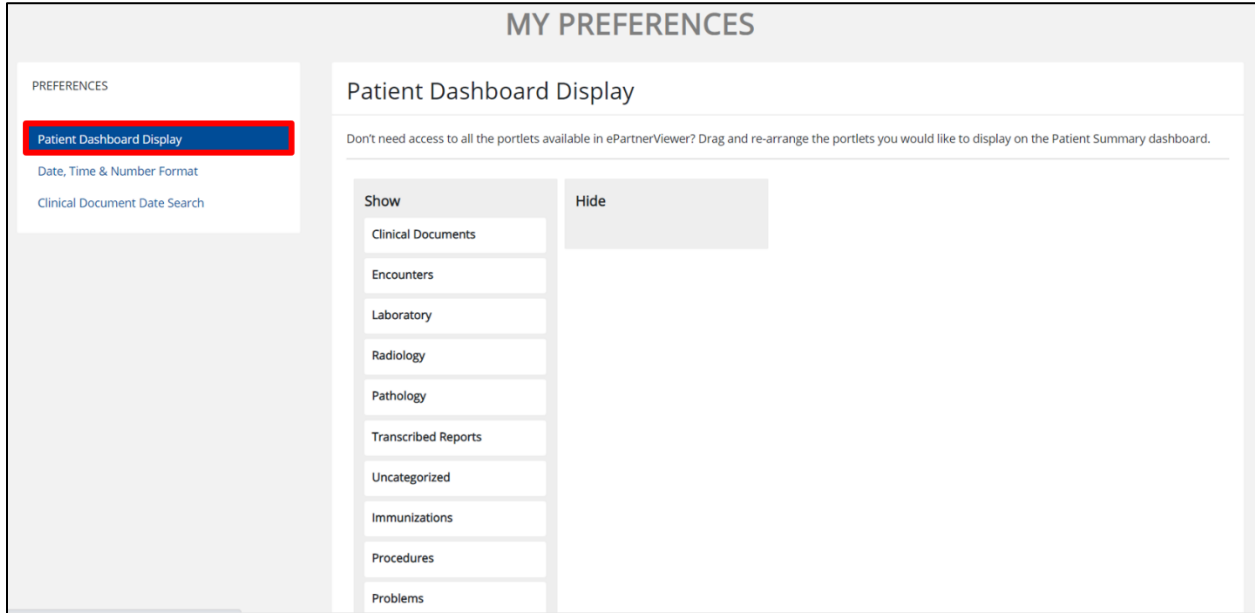 MY PREFERENCES
PREFERENCES
Patient Dashboard Display
Date, Time & Number Format
Clinical Document Date Search
Patient Dashboard Display
Don't need access to all the portlets available in ePartnerViewer? Drag and re-arrange the portlets you would like to display on the Patient Summary dashboard.
Show
Clinical Documents
Encounters
Laboratory
Radiology
Pathology
Transcribed Reports
Uncategorized
Immunizations
Procedures
Problems
Hide